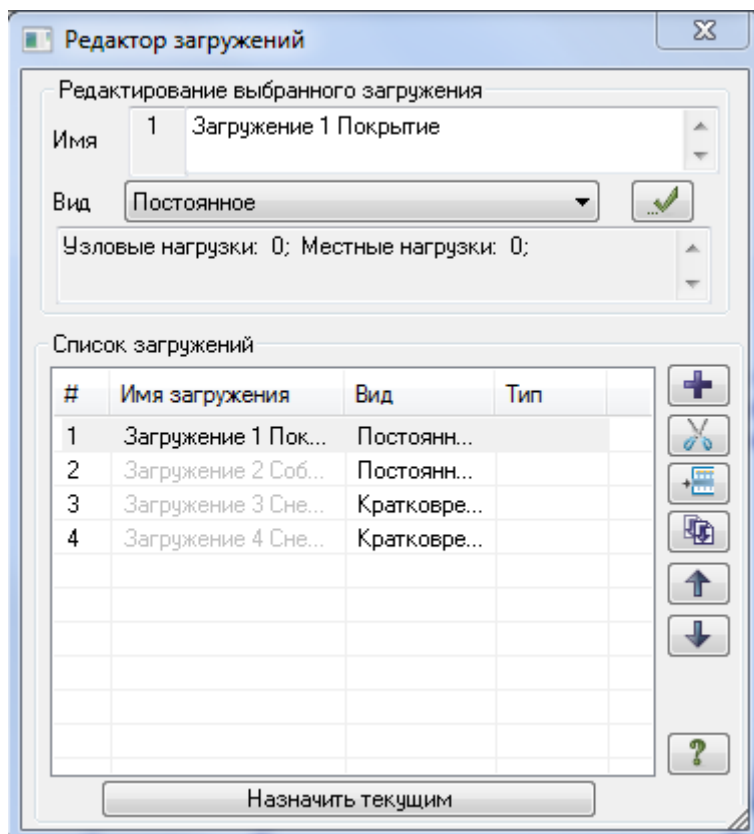 Редактор загружений
Редактирование выбранного загружения
Имя 1 Загружение 1 Покрытие
Вид Постоянное
Узловые нагрузки: 0; Местные нагрузки: 0;
Список загружений
# Имя загружения Вид Тип
1 Загружение 1 Пок... Постоянн...
2 Загружение 2 Соб... Постоянн...
3 Загружение 3 Сне... Кратковре...
4 Загружение 4 Сне... Кратковре...
Назначить текущим